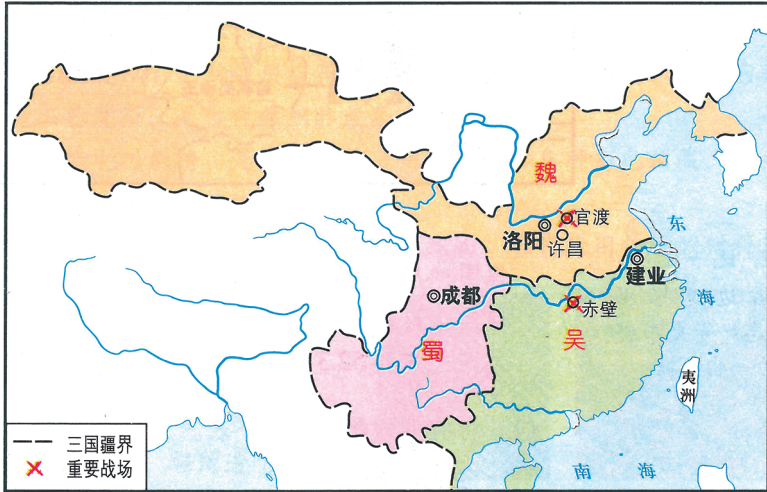 魏
官渡
洛阳
许昌
东
海
建业
成都
赤壁
吴
蜀
夷
洲
南 海
三国疆界
重要战场